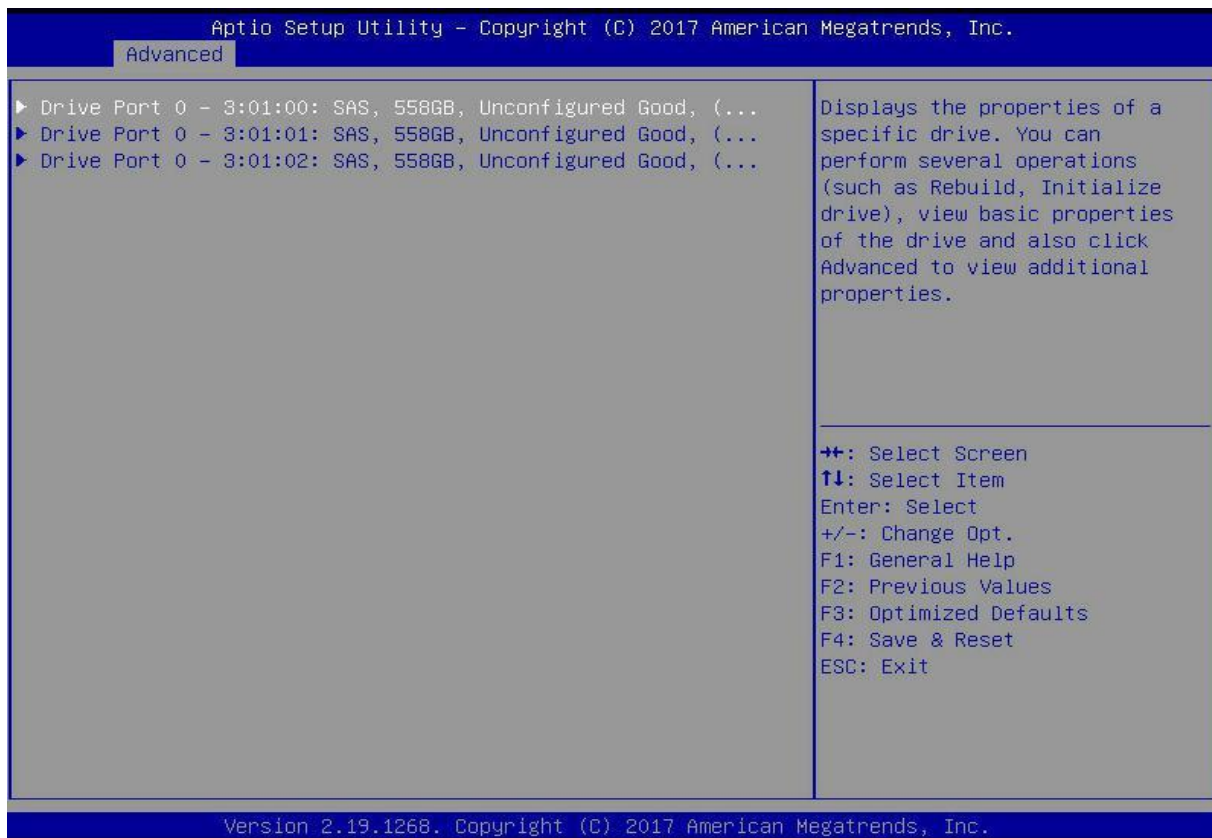 Aptio Setup Utility – Copyright (C) 2017 American Megatrends, Inc.
Advanced
▶ Drive Port 0 – 3:01:00: SAS, 558GB, Unconfigured Good, (...
▶ Drive Port 0 – 3:01:01: SAS, 558GB, Unconfigured Good, (...
▶ Drive Port 0 – 3:01:02: SAS, 558GB, Unconfigured Good, (...
Displays the properties of a
specific drive. You can
perform several operations
(such as Rebuild, Initialize
drive), view basic properties
of the drive and also click
Advanced to view additional
properties.
→←: Select Screen
↑↓: Select Item
Enter: Select
+/-: Change Opt.
F1: General Help
F2: Previous Values
F3: Optimized Defaults
F4: Save & Reset
ESC: Exit
Version 2.19.1268. Copyright (C) 2017 American Megatrends, Inc.